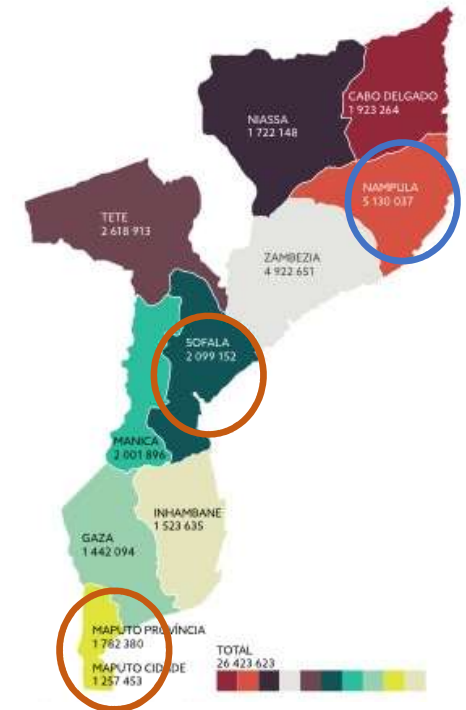 CABO DELGADO
1 923 264
NIASSA
1 722 148
NAMPULA
5 130 037
TETE
2 618 913
ZAMBEZIA
4 922 651
SOFALA
2 099 152
MANICA
2 001 896
INHAMBANE
1 523 635
GAZA
1 442 094
MAPUTO PROVÍNCIA
1 782 380
MAPUTO CIDADE
1 257 453
TOTAL
26 423 623